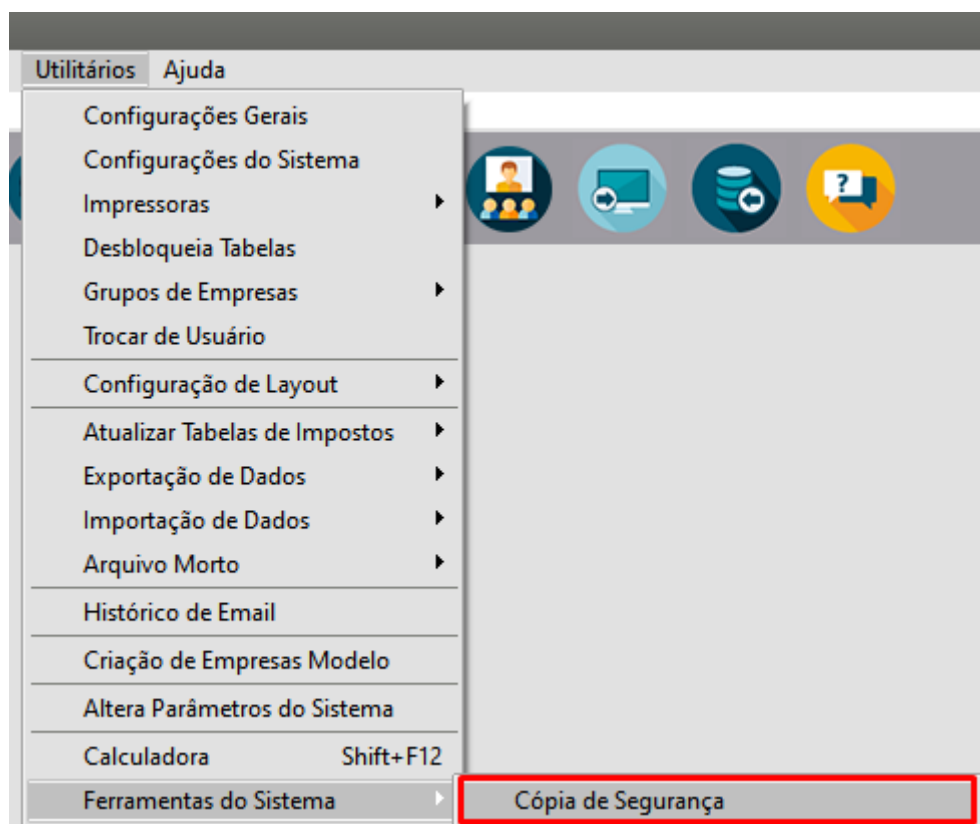 Utilitários Ajuda
Configurações Gerais
Configurações do Sistema
Impressoras
Desbloqueia Tabelas
Grupos de Empresas
Trocar de Usuário
Configuração de Layout
Atualizar Tabelas de Impostos
Exportação de Dados
Importação de Dados
Arquivo Morto
Histórico de Email
Criação de Empresas Modelo
Altera Parâmetros do Sistema
Calculadora Shift+F12
Ferramentas do Sistema Cópia de Segurança
?